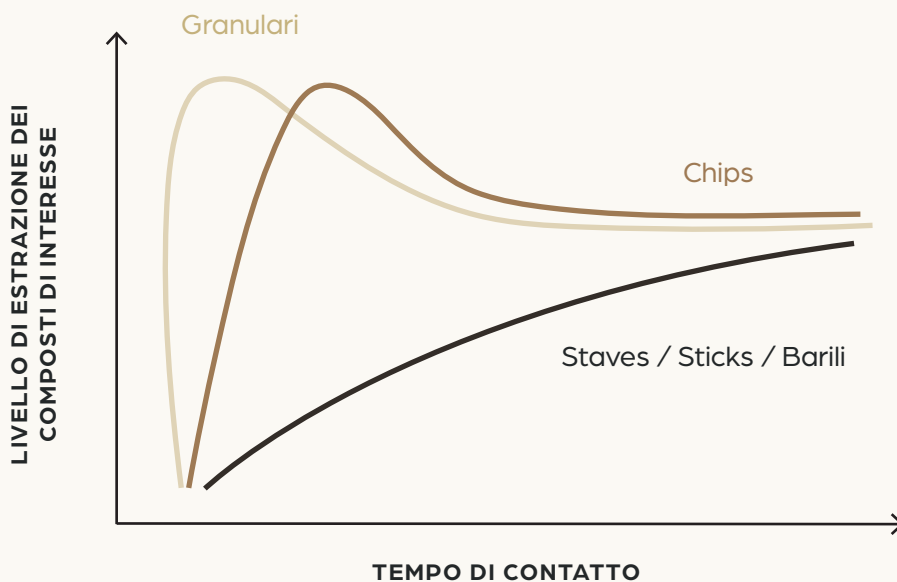 Granulari
LIVELLO DI ESTRAZIONE DEI
COMPOSTI DI INTERESSE
Chips
Staves / Sticks / Barili
TEMPO DI CONTATTO